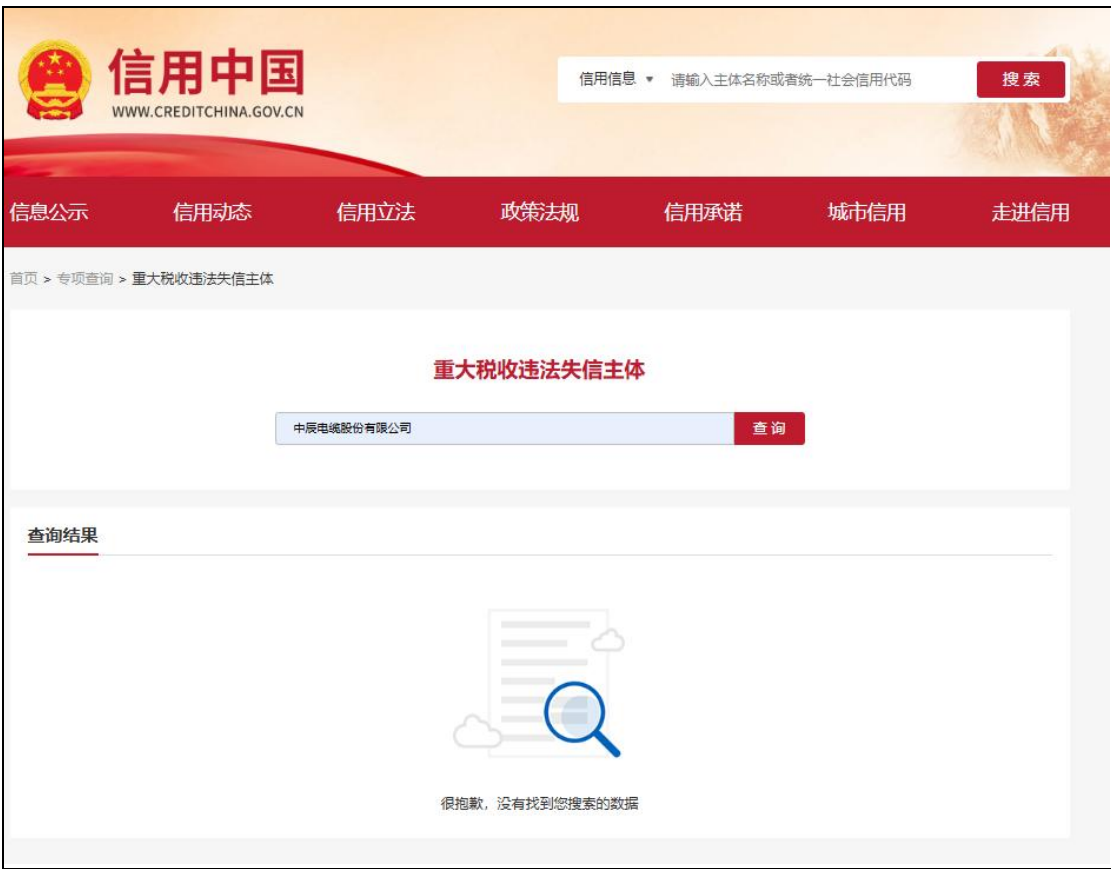 信用中国
WWW.CREDITCHINA.GOV.CN
信用信息 请输入主体名称或者统一社会信用代码 搜索
信息公示 信用动态 信用立法 政策法规 信用承诺 城市信用 走进信用
首页 > 专项查询 > 重大税收违法失信主体
重大税收违法失信主体
中辰电缆股份有限公司 查询
查询结果
很抱歉，没有找到您搜索的数据